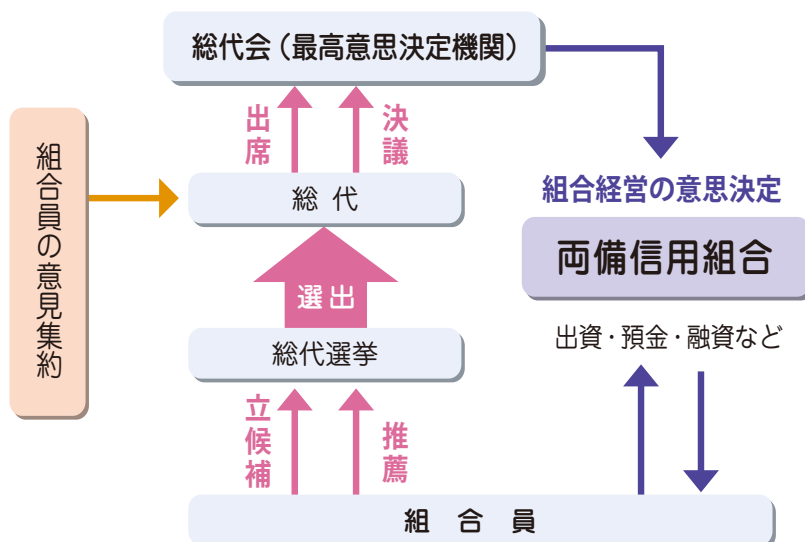 総代会（最高意思決定機関）
出席
決議
組合員の意見集約
総代
組合経営の意思決定
両備信用組合
選出
出資・預金・融資など
総代選挙
立候補
推薦
組合員